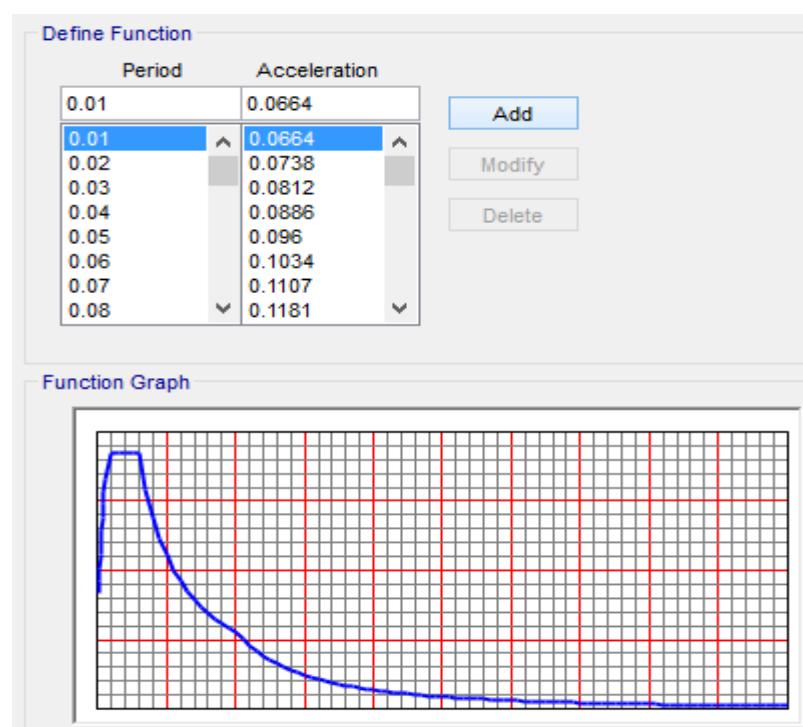 Define Function
Period Acceleration
0.01 0.0664
Add
0.01 0.0664
0.02 0.0738
Modify
0.03 0.0812
0.04 0.0886
Delete
0.05 0.096
0.06 0.1034
0.07 0.1107
0.08 0.1181
Function Graph